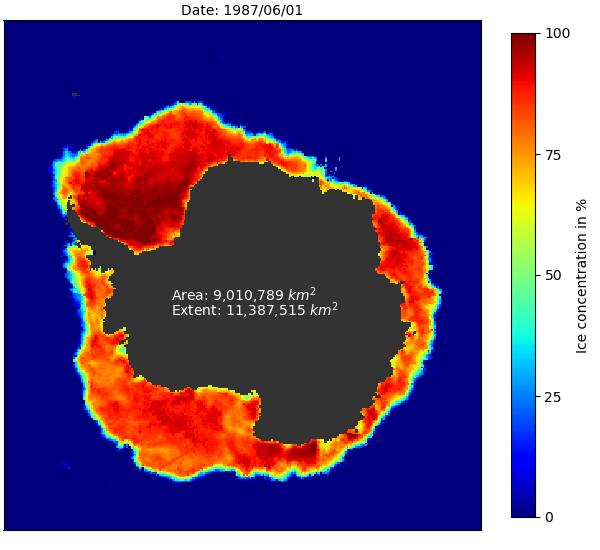 Date: 1987/06/01
Area: 9,010,789 km²
Extent: 11,387,515 km²
100
75
50
25
0
Ice concentration in %